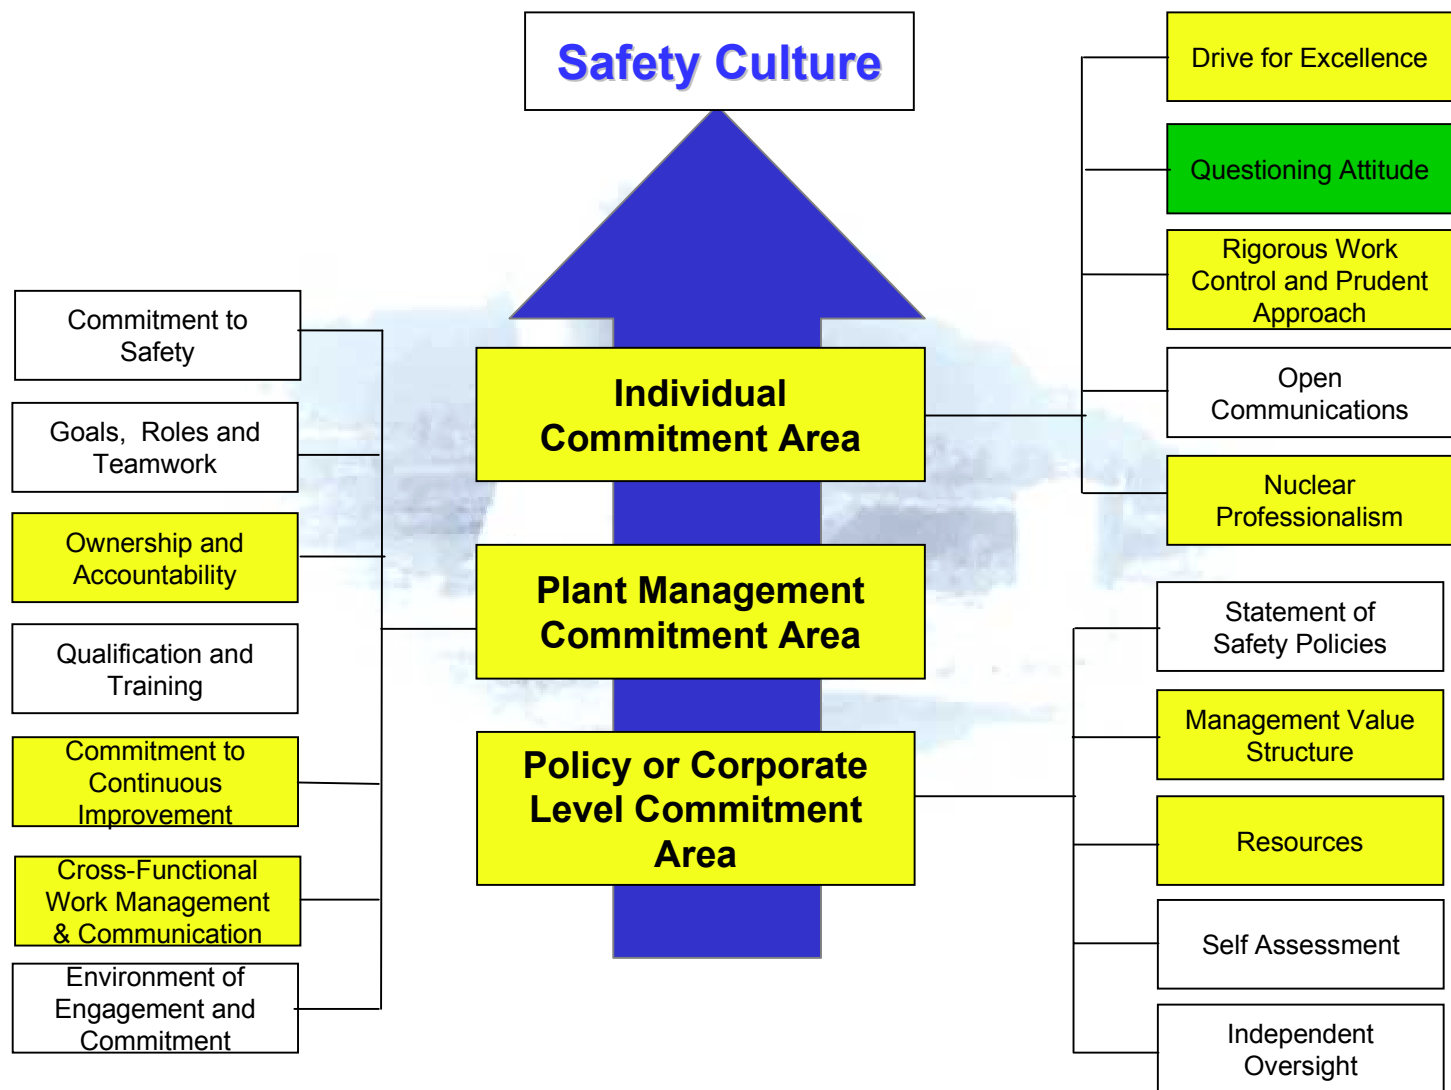 Safety Culture
Individual
Commitment Area
Plant Management
Commitment Area
Policy or Corporate
Level Commitment
Area
Commitment to
Safety
Goals, Roles and
Teamwork
Ownership and
Accountability
Qualification and
Training
Commitment to
Continuous
Improvement
Cross-Functional
Work Management
& Communication
Environment of
Engagement and
Commitment
Drive for Excellence
Questioning Attitude
Rigorous Work
Control and Prudent
Approach
Open
Communications
Nuclear
Professionalism
Statement of
Safety Policies
Management Value
Structure
Resources
Self Assessment
Independent
Oversight